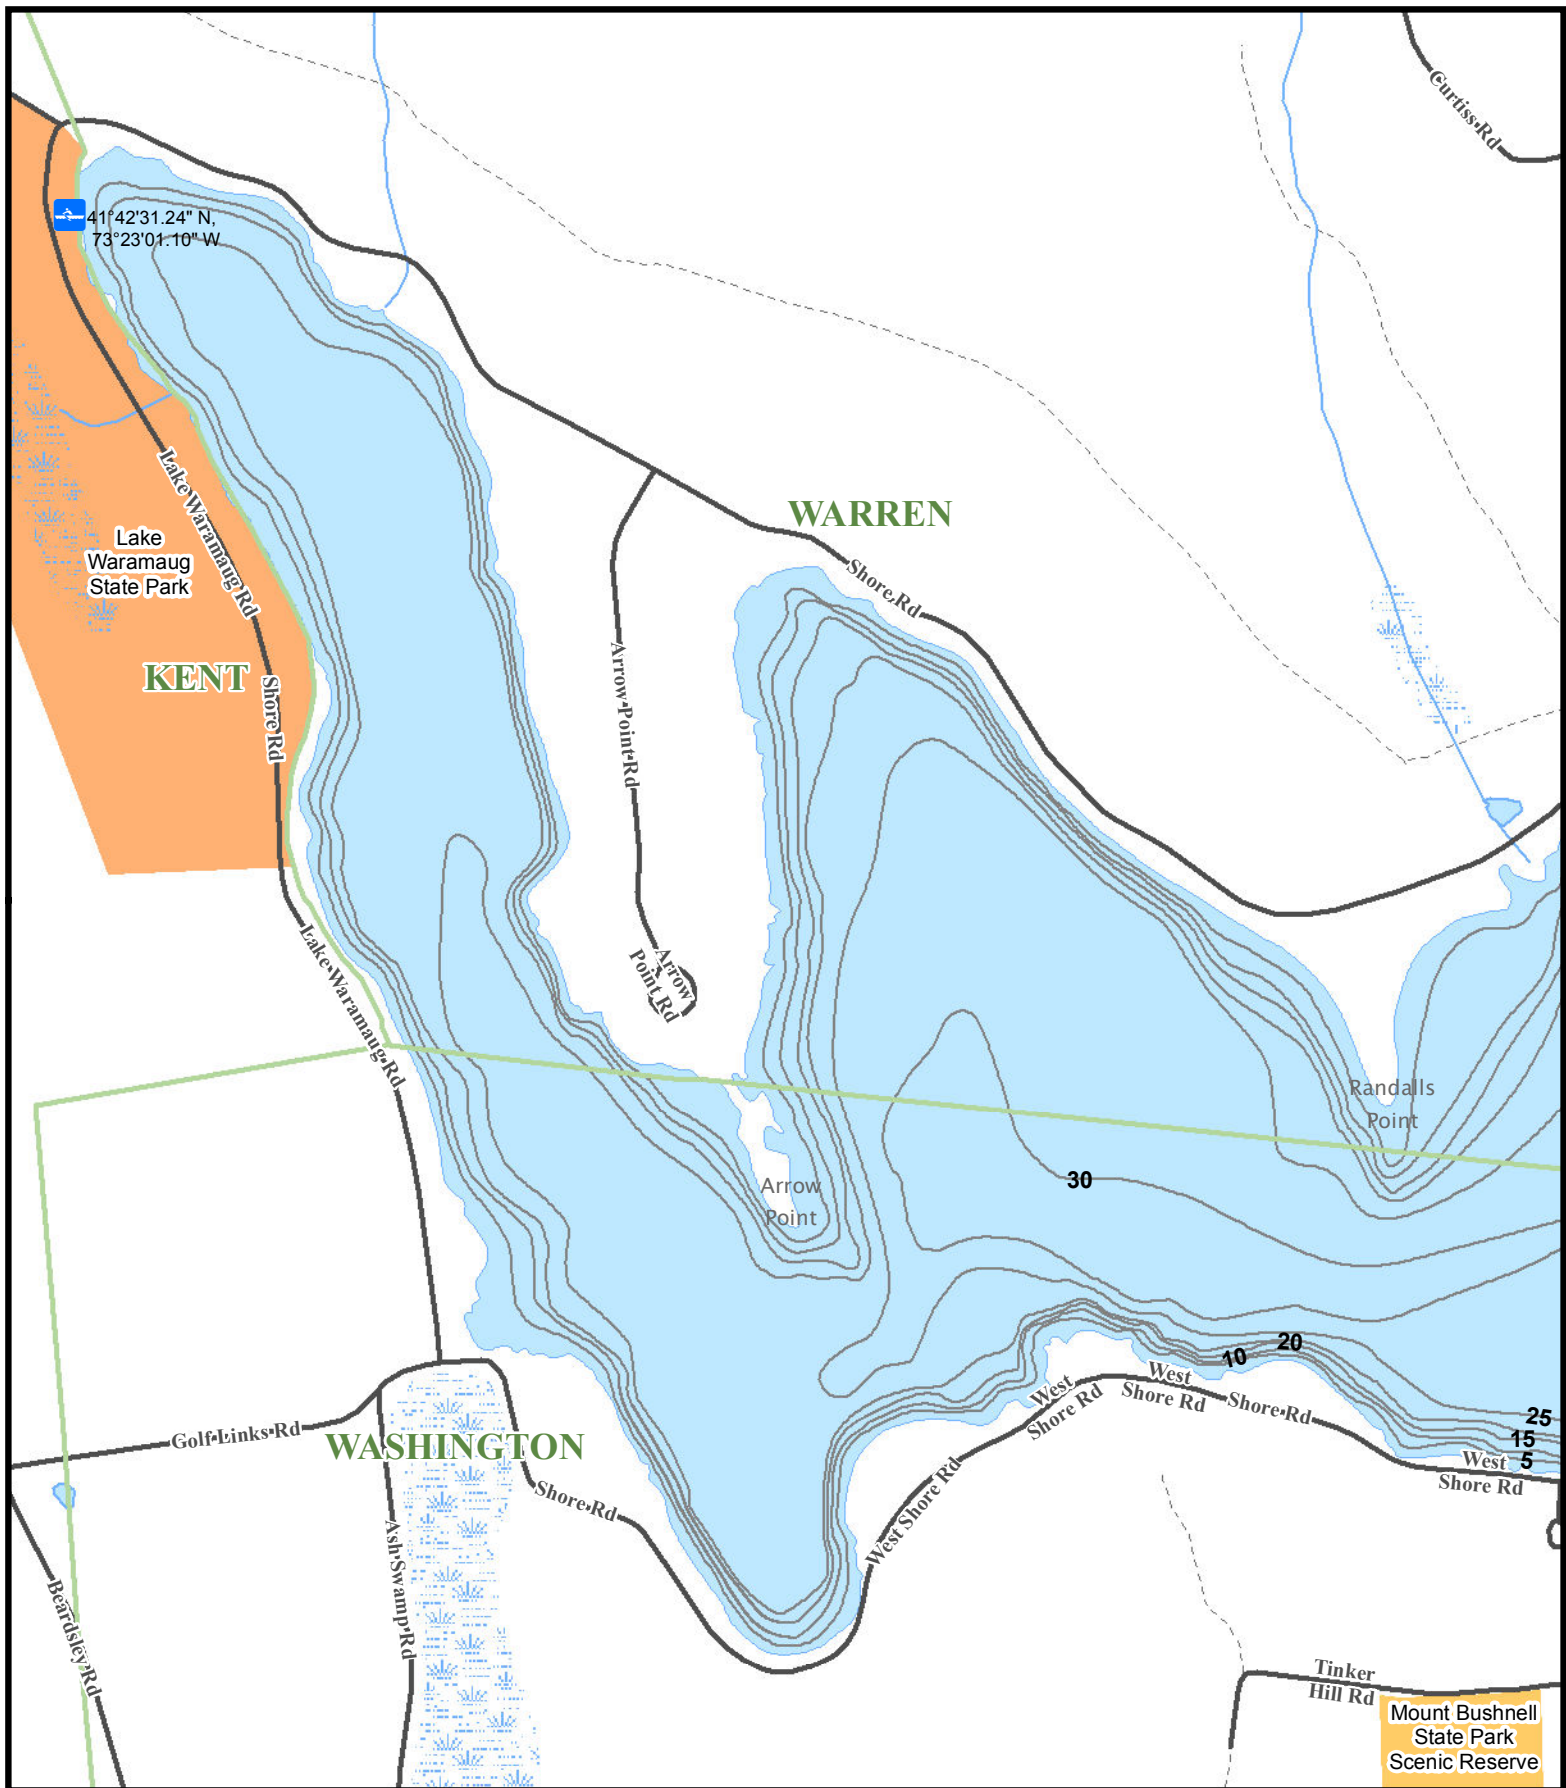 Curtiss Rd
41°42'31.24" N,
73°23'01.10" W
Lake Waramaug Rd
WARREN
Shore Rd
Lake
Waramaug
State Park
Arrow Point Rd
KENT
Shore Rd
Lake Waramaug Rd
Arrow
Point Rd
Randalls
Point
Arrow
Point
30
20
10
West
Shore Rd
West
Shore Rd
Shore Rd
25
15
5
West
Shore Rd
Golf Links Rd
WASHINGTON
Shore Rd
West Shore Rd
Ash Swamp Rd
Beardsley Rd
Tinker
Hill Rd
Mount Bushnell
State Park
Scenic Reserve